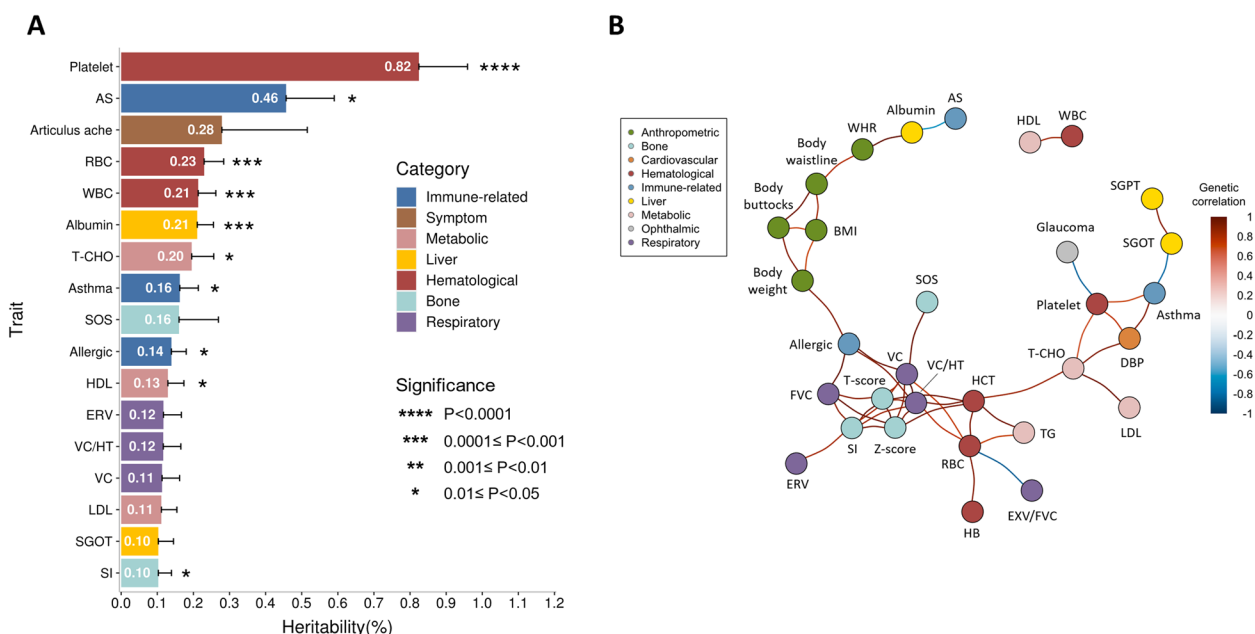 A
Platelet
0.82
****
AS
0.46
*
Articulus ache
0.28
RBC
0.23
***
WBC
0.21
***
Albumin
0.21
***
T-CHO
0.20
*
Asthma
0.16
*
SOS
0.16
Allergic
0.14
*
HDL
0.13
*
ERV
0.12
VC/HT
0.12
VC
0.11
LDL
0.11
SGOT
0.10
SI
0.10
*
Trait
0.0 0.1 0.2 0.3 0.4 0.5 0.6 0.7 0.8 0.9 1.0 1.1 1.2
Heritability(%)
Category
Immune-related
Symptom
Metabolic
Liver
Hematological
Bone
Respiratory
Significance
**** P<0.0001
*** 0.0001≤ P<0.001
** 0.001≤ P<0.01
* 0.01≤ P<0.05
B
Anthropometric
Bone
Cardiovascular
Hematological
Immune-related
Liver
Metabolic
Ophthalmic
Respiratory
AS
Albumin
WHR
Body
waistline
Body
buttocks
BMI
Body
weight
HDL
WBC
SGPT
SGOT
Glaucoma
Platelet
Asthma
DBP
T-CHO
LDL
SOS
Allergic
VC
VC/HT
T-score
FVC
HCT
SI
Z-score
TG
RBC
ERV
EXV/FVC
HB
Genetic
correlation
1
0.8
0.6
0.4
0.2
0
-0.2
-0.4
-0.6
-0.8
-1